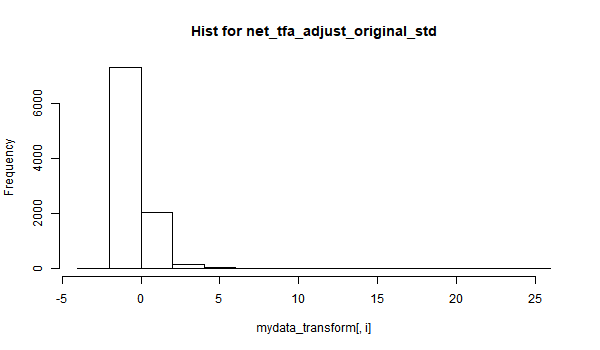 Hist for net_tfa_adjust_original_std
Frequency
6000
4000
2000
0
-5 0 5 10 15 20 25
mydata_transform[, i]